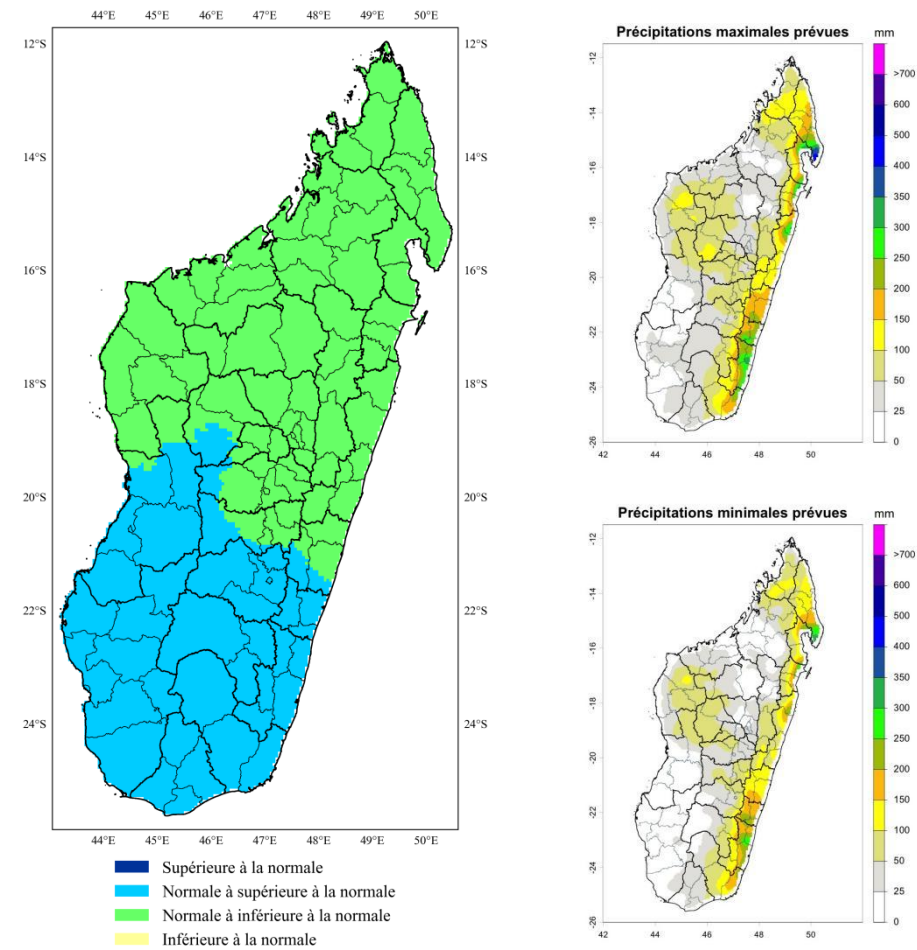 44°E 45°E 46°E 47°E 48°E 49°E 50°E
12°S 12°S
14°S 14°S
16°S 16°S
18°S 18°S
20°S 20°S
22°S 22°S
24°S 24°S
44°E 45°E 46°E 47°E 48°E 49°E 50°E
Supérieure à la normale
Normale à supérieure à la normale
Normale à inférieure à la normale
Inférieure à la normale
Précipitations maximales prévues
mm
-12
-14
-16
-18
-20
-22
-24
-26
42 44 46 48 50 52
>700
600
500
400
350
300
250
200
150
100
50
25
0
Précipitations minimales prévues
mm
-12
-14
-16
-18
-20
-22
-24
-26
42 44 46 48 50 52
>700
600
500
400
350
300
250
200
150
100
50
25
0